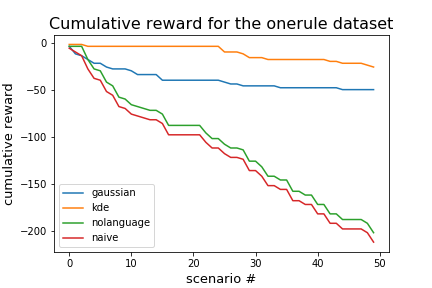 Cumulative reward for the onerule dataset
0
−50
−100
−150
−200
cumulative reward
gaussian
kde
nolanguage
naive
0 10 20 30 40 50
scenario #